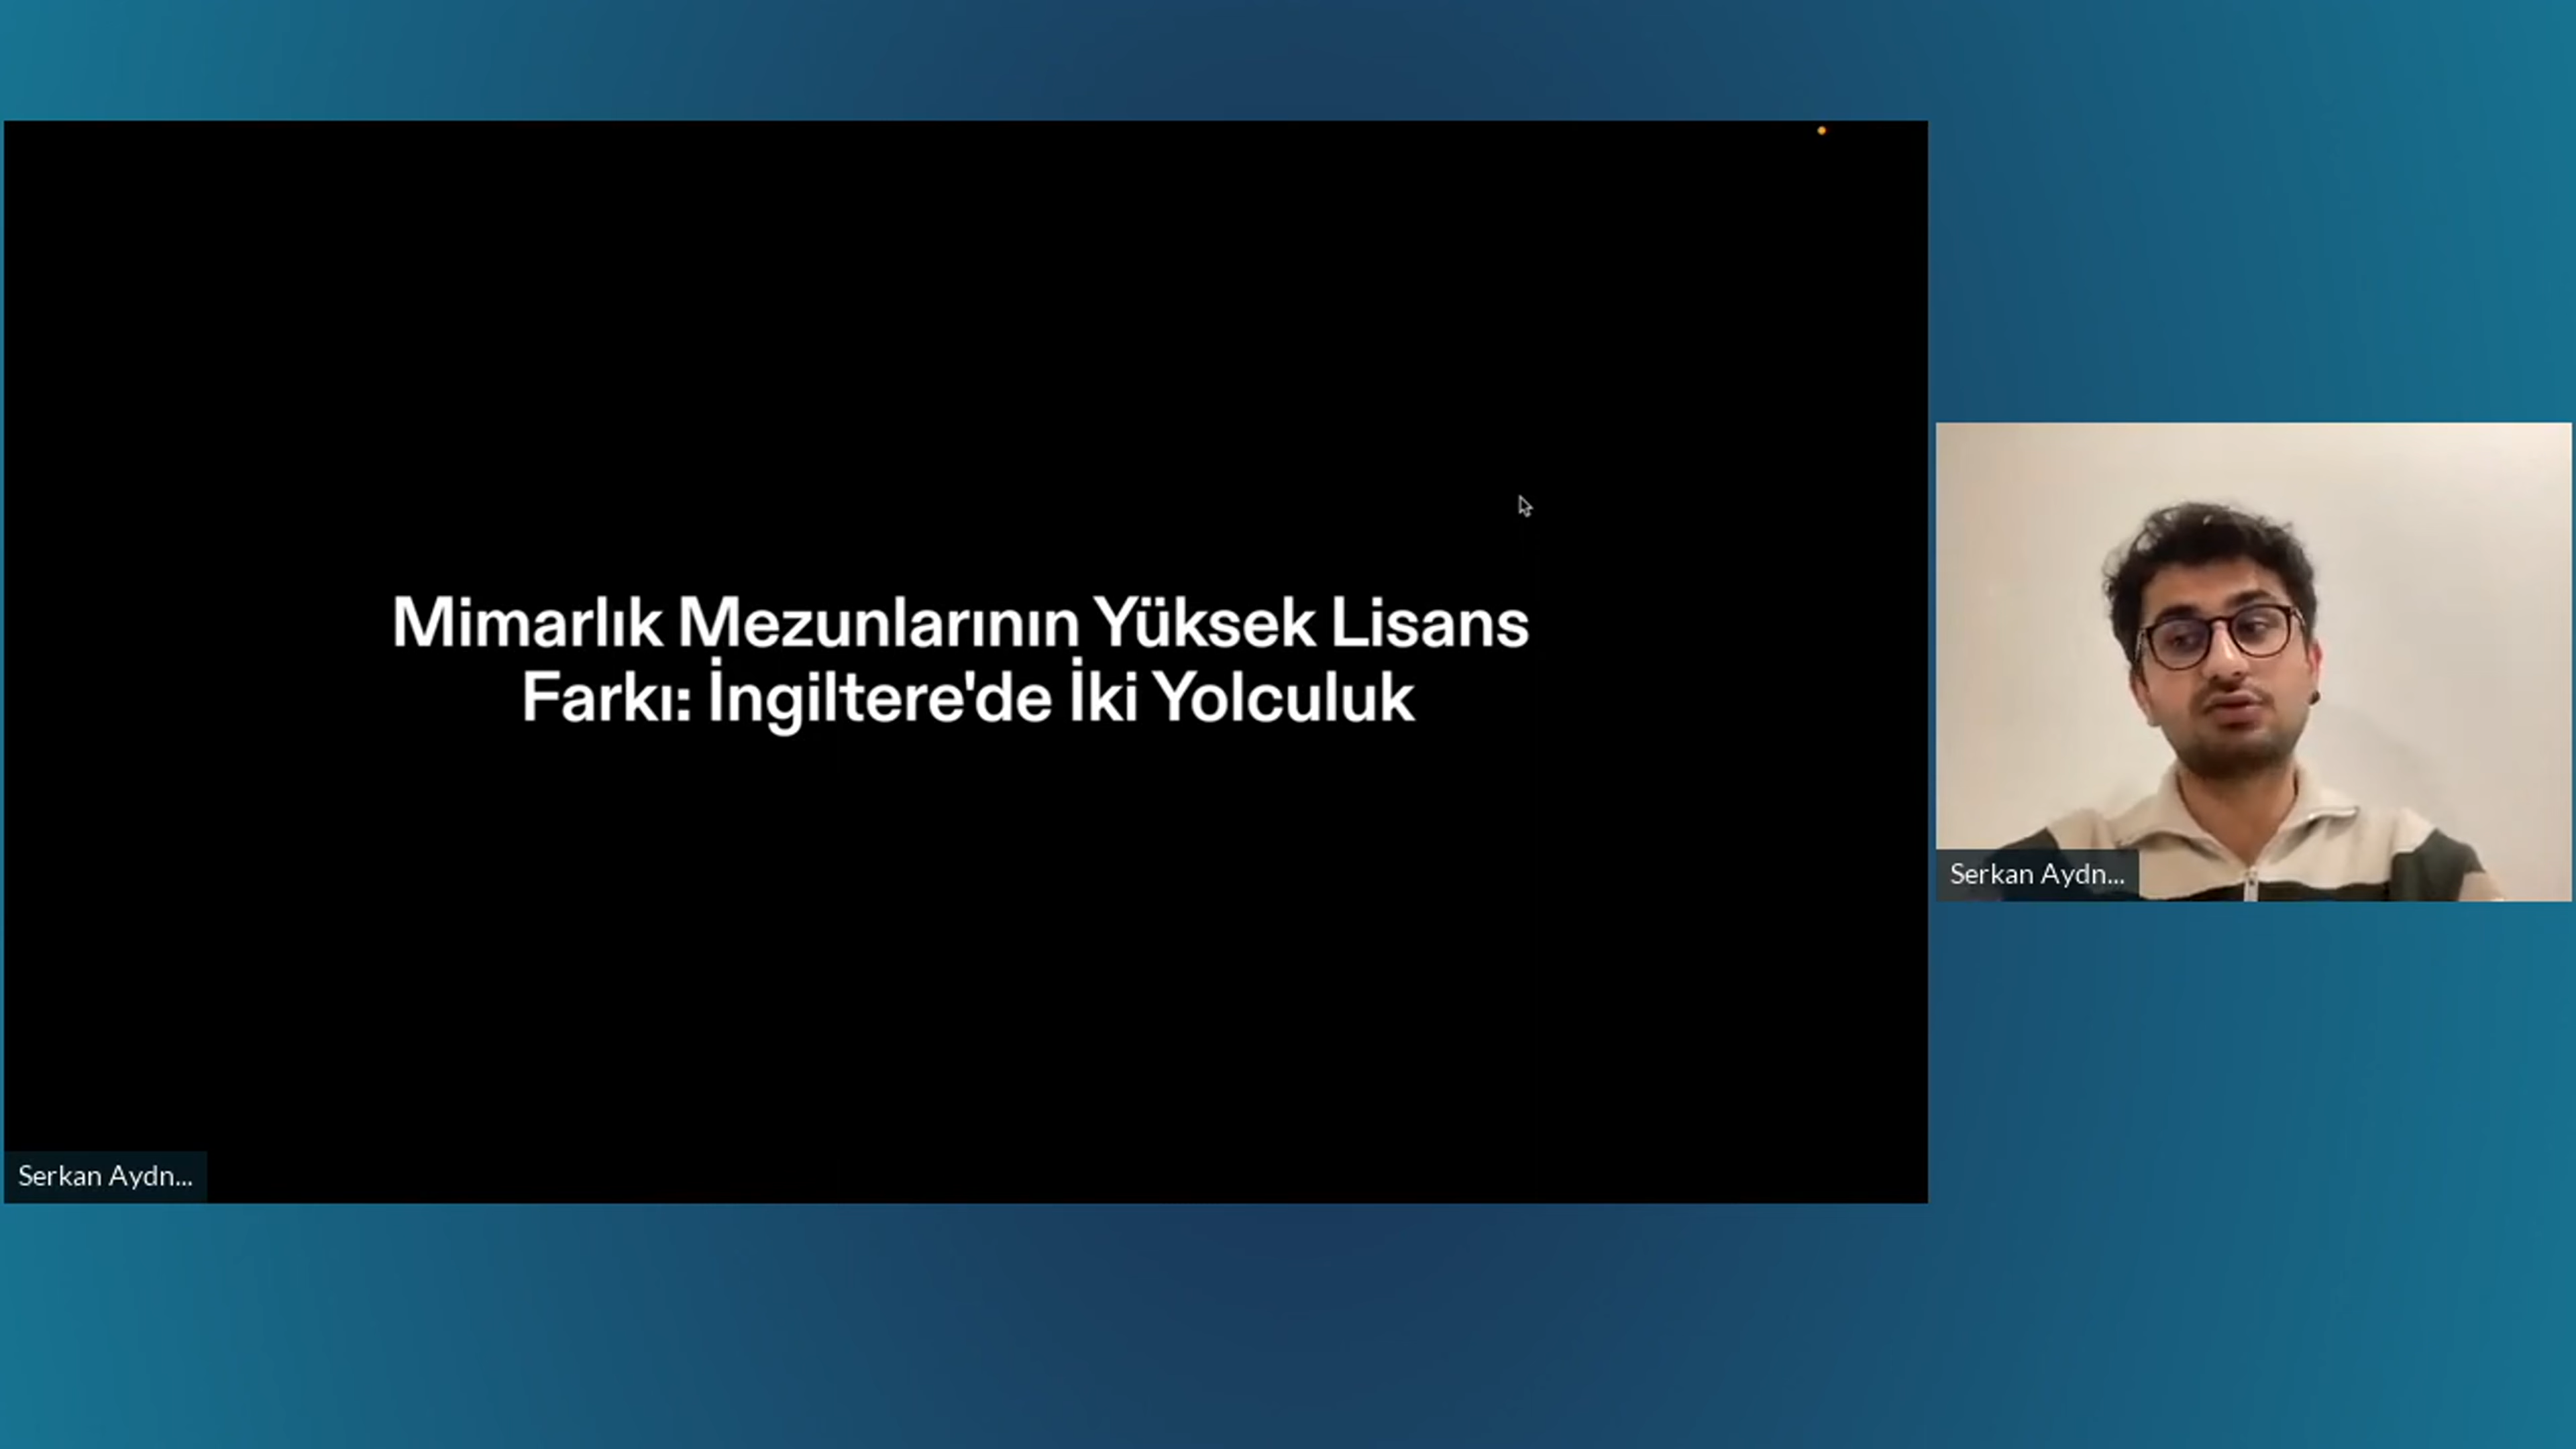 Mimarlık Mezunlarının Yüksek Lisans
Farkı: İngiltere'de İki Yolculuk
Serkan Aydn...
Serkan Aydn...